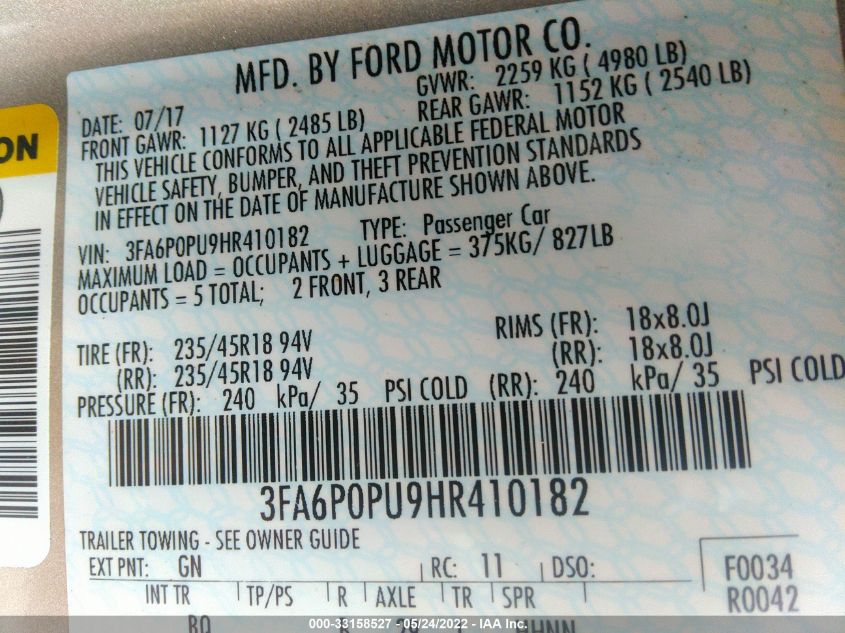 MFD. BY FORD MOTOR CO.
DATE: 07/17 GVWR: 2259 KG ( 4980 LB)
FRONT GAWR: 1127 KG ( 2485 LB) REAR GAWR: 1152 KG ( 2540 LB)
THIS VEHICLE CONFORMS TO ALL APPLICABLE FEDERAL MOTOR
VEHICLE SAFETY, BUMPER, AND THEFT PREVENTION STANDARDS
IN EFFECT ON THE DATE OF MANUFACTURE SHOWN ABOVE.
VIN: 3FA6P0PU9HR410182 TYPE: Passenger Car
MAXIMUM LOAD = OCCUPANTS + LUGGAGE = 375KG/ 827LB
OCCUPANTS = 5 TOTAL; 2 FRONT, 3 REAR
TIRE (FR): 235/45R18 94V RIMS (FR): 18x8.0J
(RR): 235/45R18 94V (RR): 18x8.0J
PRESSURE (FR): 240 kPa/ 35 PSI COLD (RR): 240 kPa/ 35 PSI COLD
3FA6P0PU9HR410182
TRAILER TOWING - SEE OWNER GUIDE
EXT PNT: GN RC: 11 DSO: F0034
INT TR TP/PS R AXLE TR SPR R0042
ON
000-33158527 - 05/24/2022 - IAA Inc.